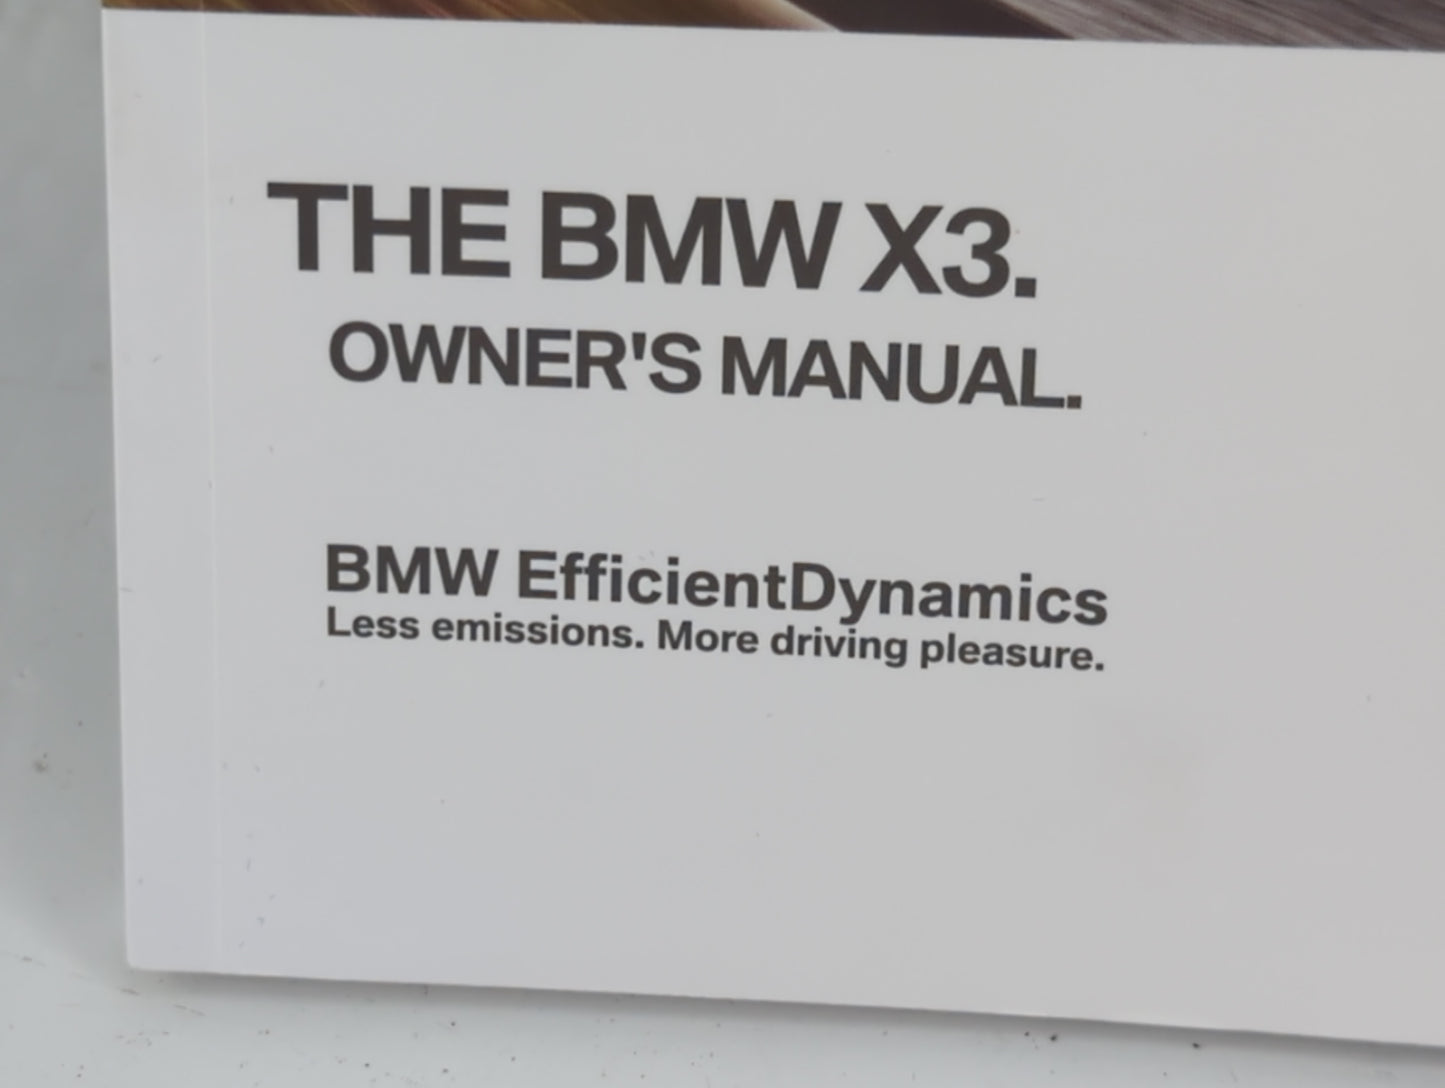 THE BMW X3.
OWNER'S MANUAL.
BMW EfficientDynamics
Less emissions. More driving pleasure.